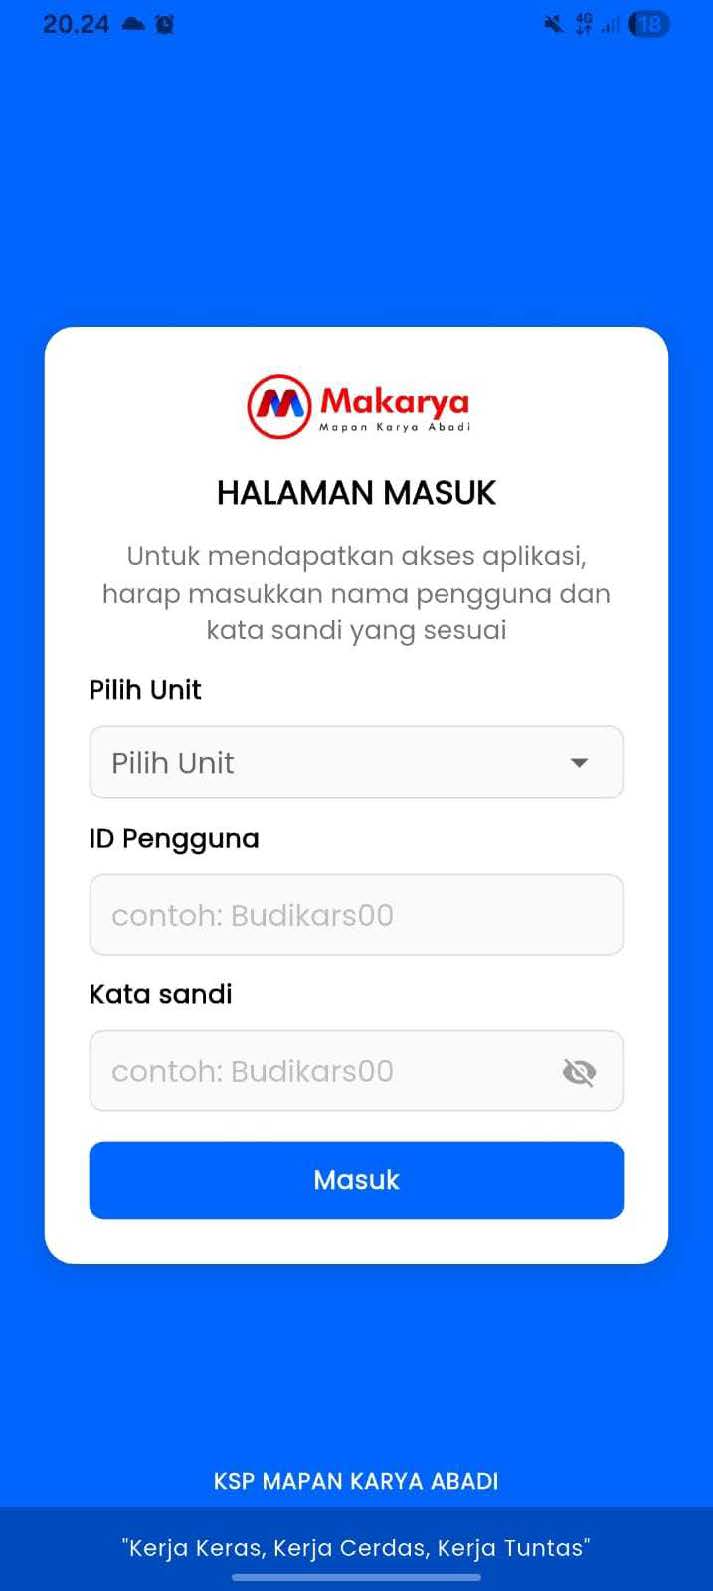 20.24
4G
18
Makarya
Mapan Karya Abadi
HALAMAN MASUK
Untuk mendapatkan akses aplikasi,
harap masukkan nama pengguna dan
kata sandi yang sesuai
Pilih Unit
Pilih Unit
ID Pengguna
contoh: Budikars00
Kata sandi
contoh: Budikars00
Masuk
KSP MAPAN KARYA ABADI
"Kerja Keras, Kerja Cerdas, Kerja Tuntas"